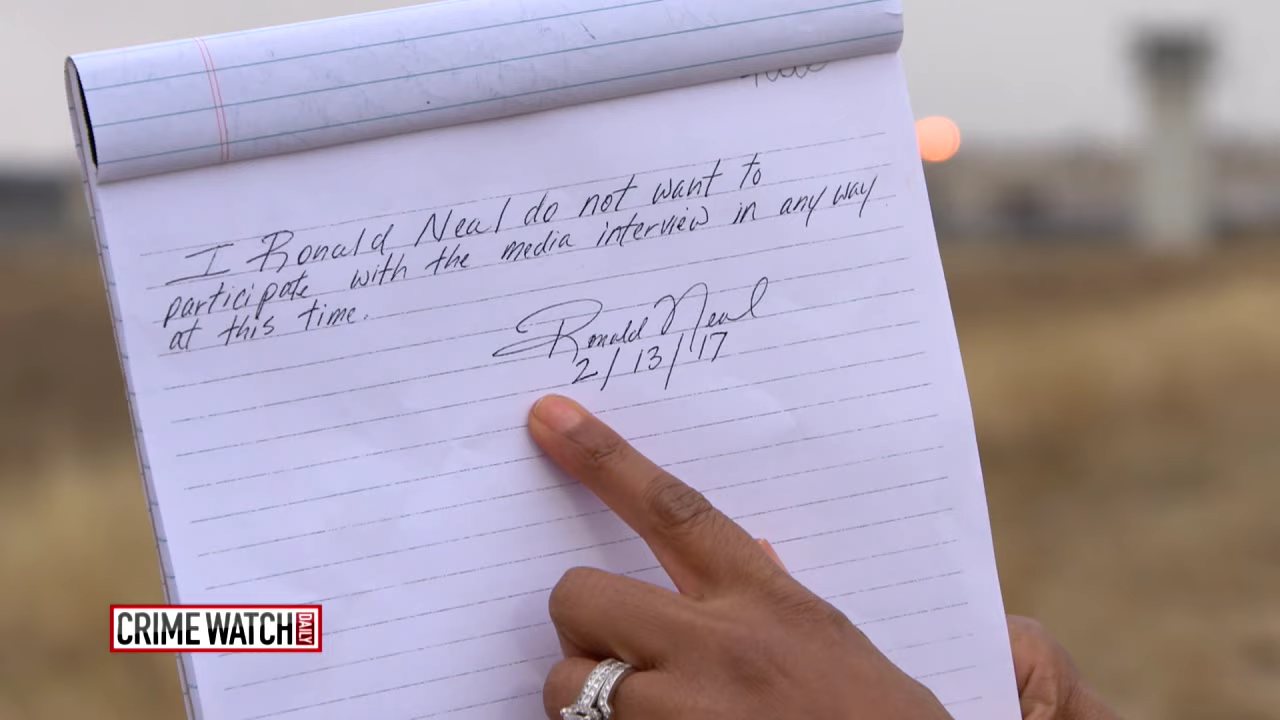 I Ronald Neal do not want to
participate with the media interview in any way
at this time.
Ronald Neal
2/13/17
CRIME WATCH DAILY